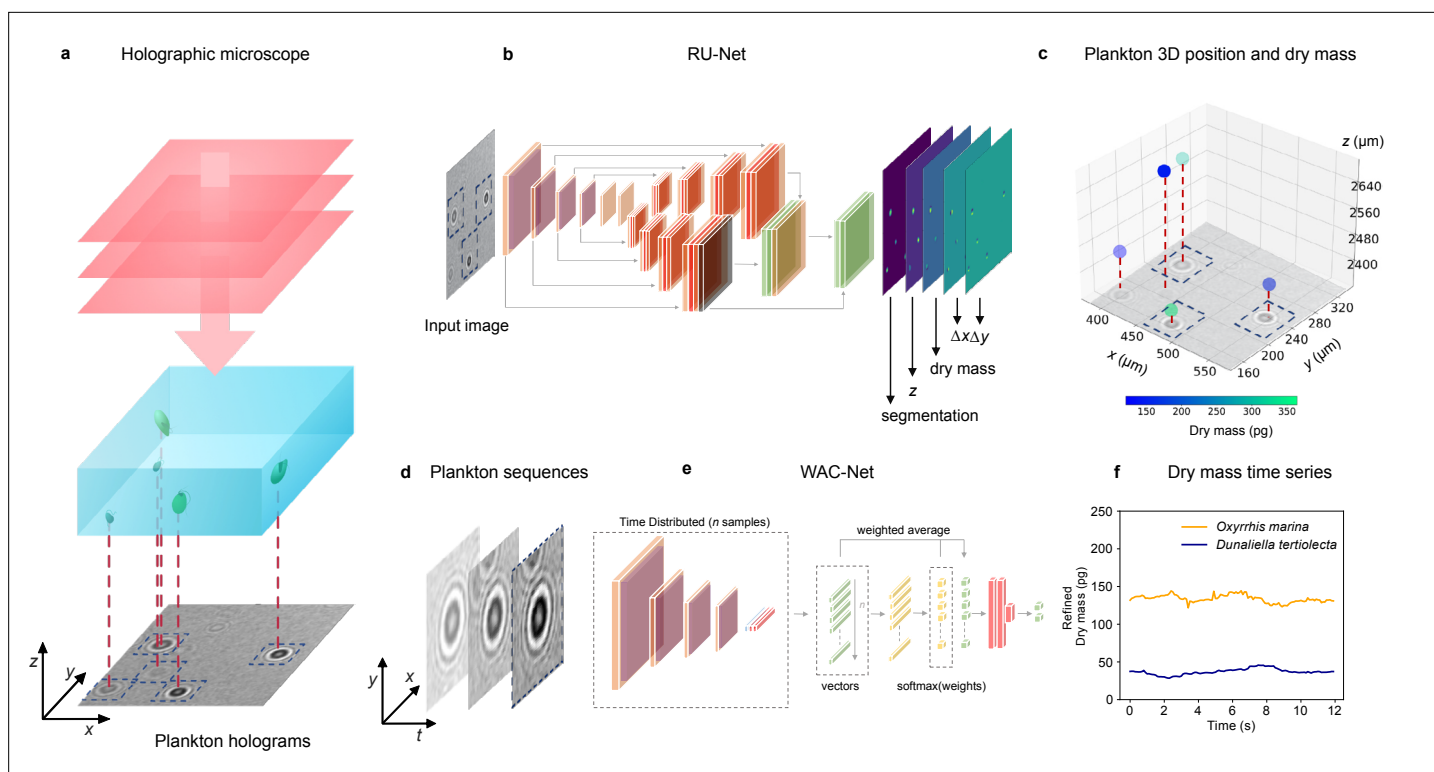 a Holographic microscope
z
y
x
Plankton holograms
b RU-Net
Input image
Δx Δy
dry mass
z
segmentation
c Plankton 3D position and dry mass
z (μm)
2640
2560
2480
2400
400
450
500
550
x (μm)
160
200
240
280
320
y (μm)
150 200 250 300 350
Dry mass (pg)
d Plankton sequences
y
x
t
e WAC-Net
Time Distributed (n samples)
weighted average
n
vectors
softmax(weights)
f Dry mass time series
250
200
150
100
50
0
Refined
Dry mass (pg)
Oxyrrhis marina
Dunaliella tertiolecta
0 2 4 6 8 10 12
Time (s)